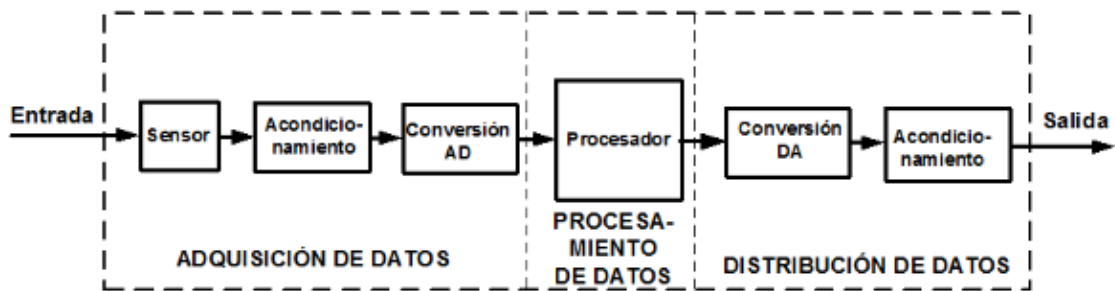 Entrada
Sensor
Acondicio-
namiento
Conversión
AD
Procesador
Conversión
DA
Acondicio-
namiento
Salida
ADQUISICIÓN DE DATOS
PROCESA-
MIENTO
DE DATOS
DISTRIBUCIÓN DE DATOS